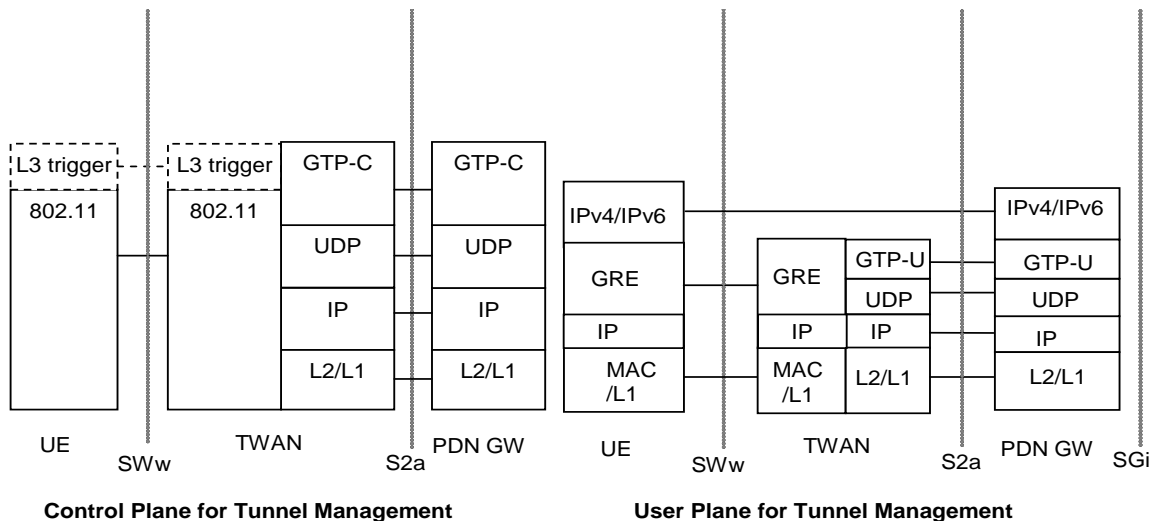 L3 trigger
L3 trigger
GTP-C
GTP-C
802.11
802.11
UDP
UDP
IP
IP
L2/L1
L2/L1
UE
SWw
TWAN
S2a
PDN GW
Control Plane for Tunnel Management
IPv4/IPv6
IPv4/IPv6
GRE
GRE
GTP-U
GTP-U
UDP
UDP
IP
IP
IP
IP
MAC
/L1
MAC
/L1
L2/L1
L2/L1
UE
SWw
TWAN
S2a
PDN GW
SGi
User Plane for Tunnel Management